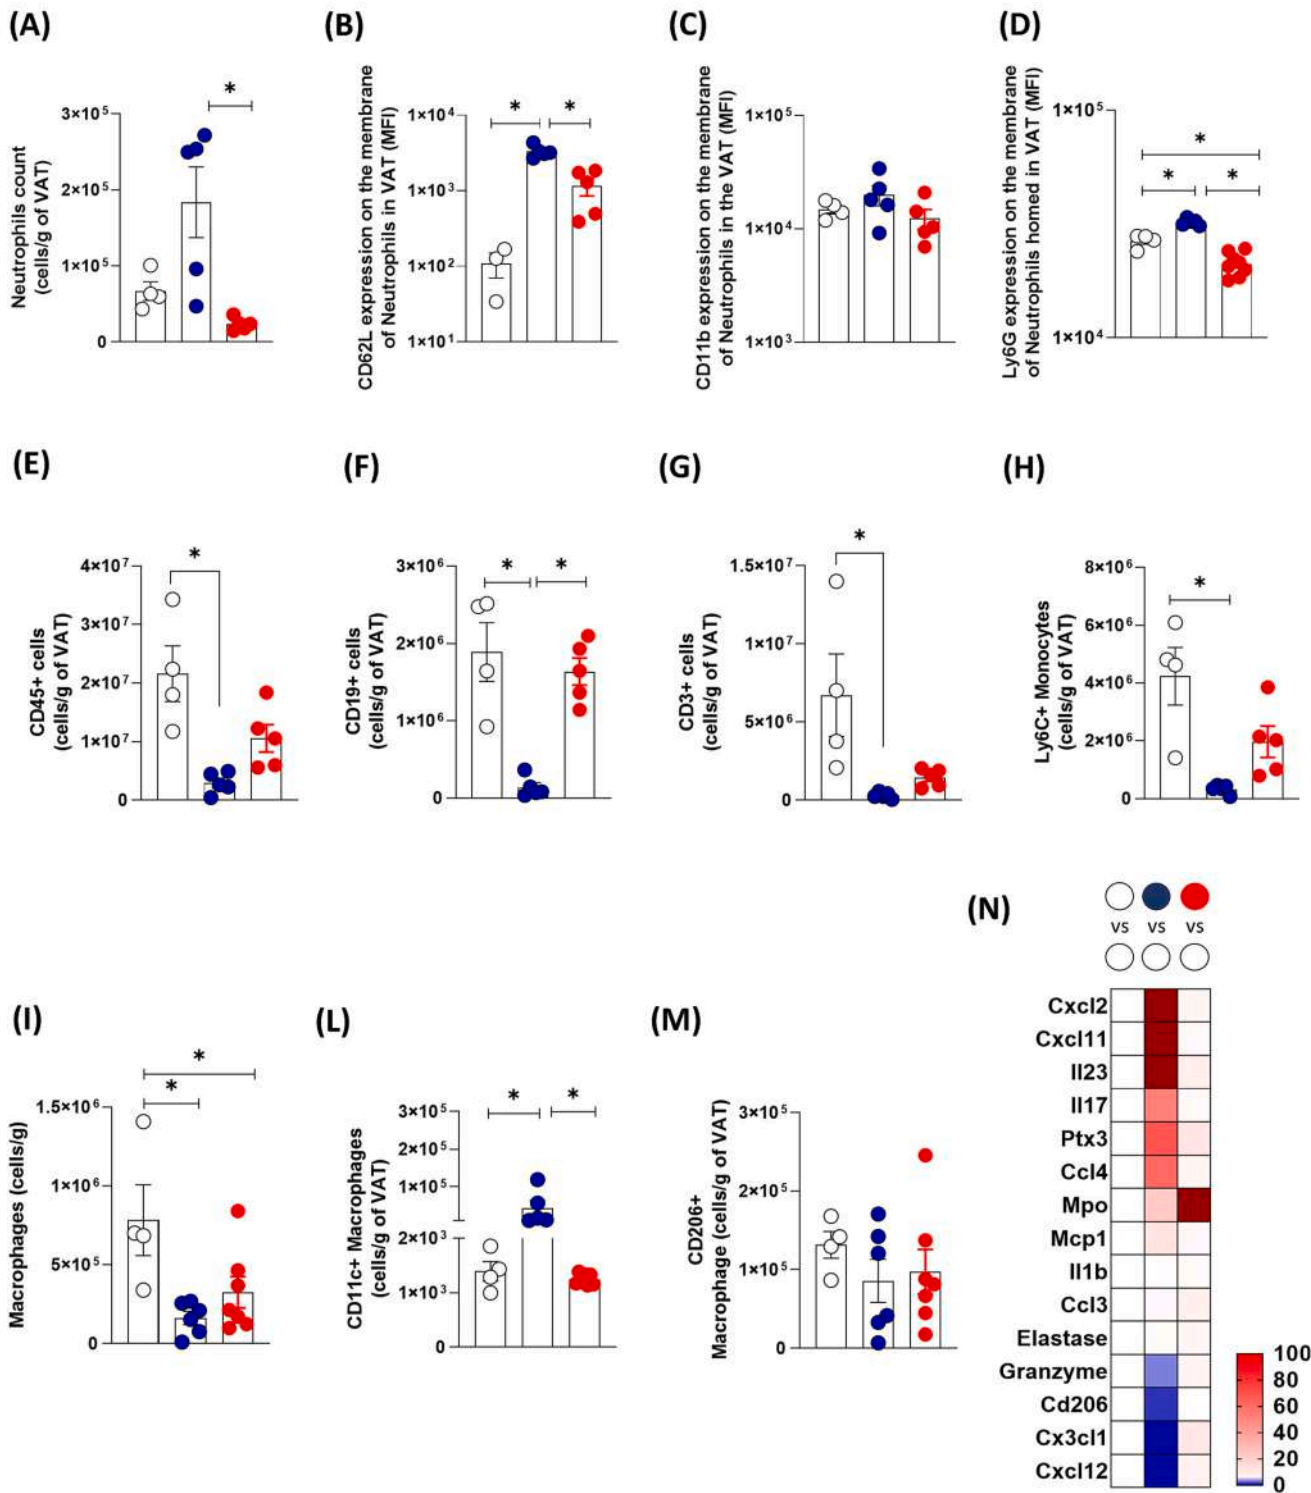 (A)
Neutrophils count
(cells/g of VAT)
3×10⁵
2×10⁵
1×10⁵
0
*
(B)
CD62L expression on the membrane
of Neutrophils in VAT (MFI)
1×10⁴
1×10³
1×10²
1×10¹
*
*
(C)
CD11b expression on the membrane
of Neutrophils in the VAT (MFI)
1×10⁵
1×10⁴
1×10³
(D)
Ly6G expression on the membrane
of Neutrophils homed in VAT (MFI)
1×10⁵
1×10⁴
*
*
*
(E)
CD45+ cells
(cells/g of VAT)
4×10⁷
3×10⁷
2×10⁷
1×10⁷
0
*
(F)
CD19+ cells
(cells/g of VAT)
3×10⁶
2×10⁶
1×10⁶
0
*
*
(G)
CD3+ cells
(cells/g of VAT)
1.5×10⁷
1×10⁷
5×10⁶
0
*
(H)
Ly6C+ Monocytes
(cells/g of VAT)
8×10⁶
6×10⁶
4×10⁶
2×10⁶
0
*
(I)
Macrophages (cells/g)
1.5×10⁶
1×10⁶
5×10⁵
0
*
*
(L)
CD11c+ Macrophages
(cells/g of VAT)
3×10⁵
2×10⁵
1×10⁵
2×10³
1×10³
0
*
*
(M)
CD206+
Macrophage (cells/g of VAT)
3×10⁵
2×10⁵
1×10⁵
0
(N)
vs vs vs
Cxcl2
Cxcl11
Il23
Il17
Ptx3
Ccl4
Mpo
Mcp1
Il1b
Ccl3
Elastase
Granzyme
Cd206
Cx3cl1
Cxcl12
100
80
60
40
20
0